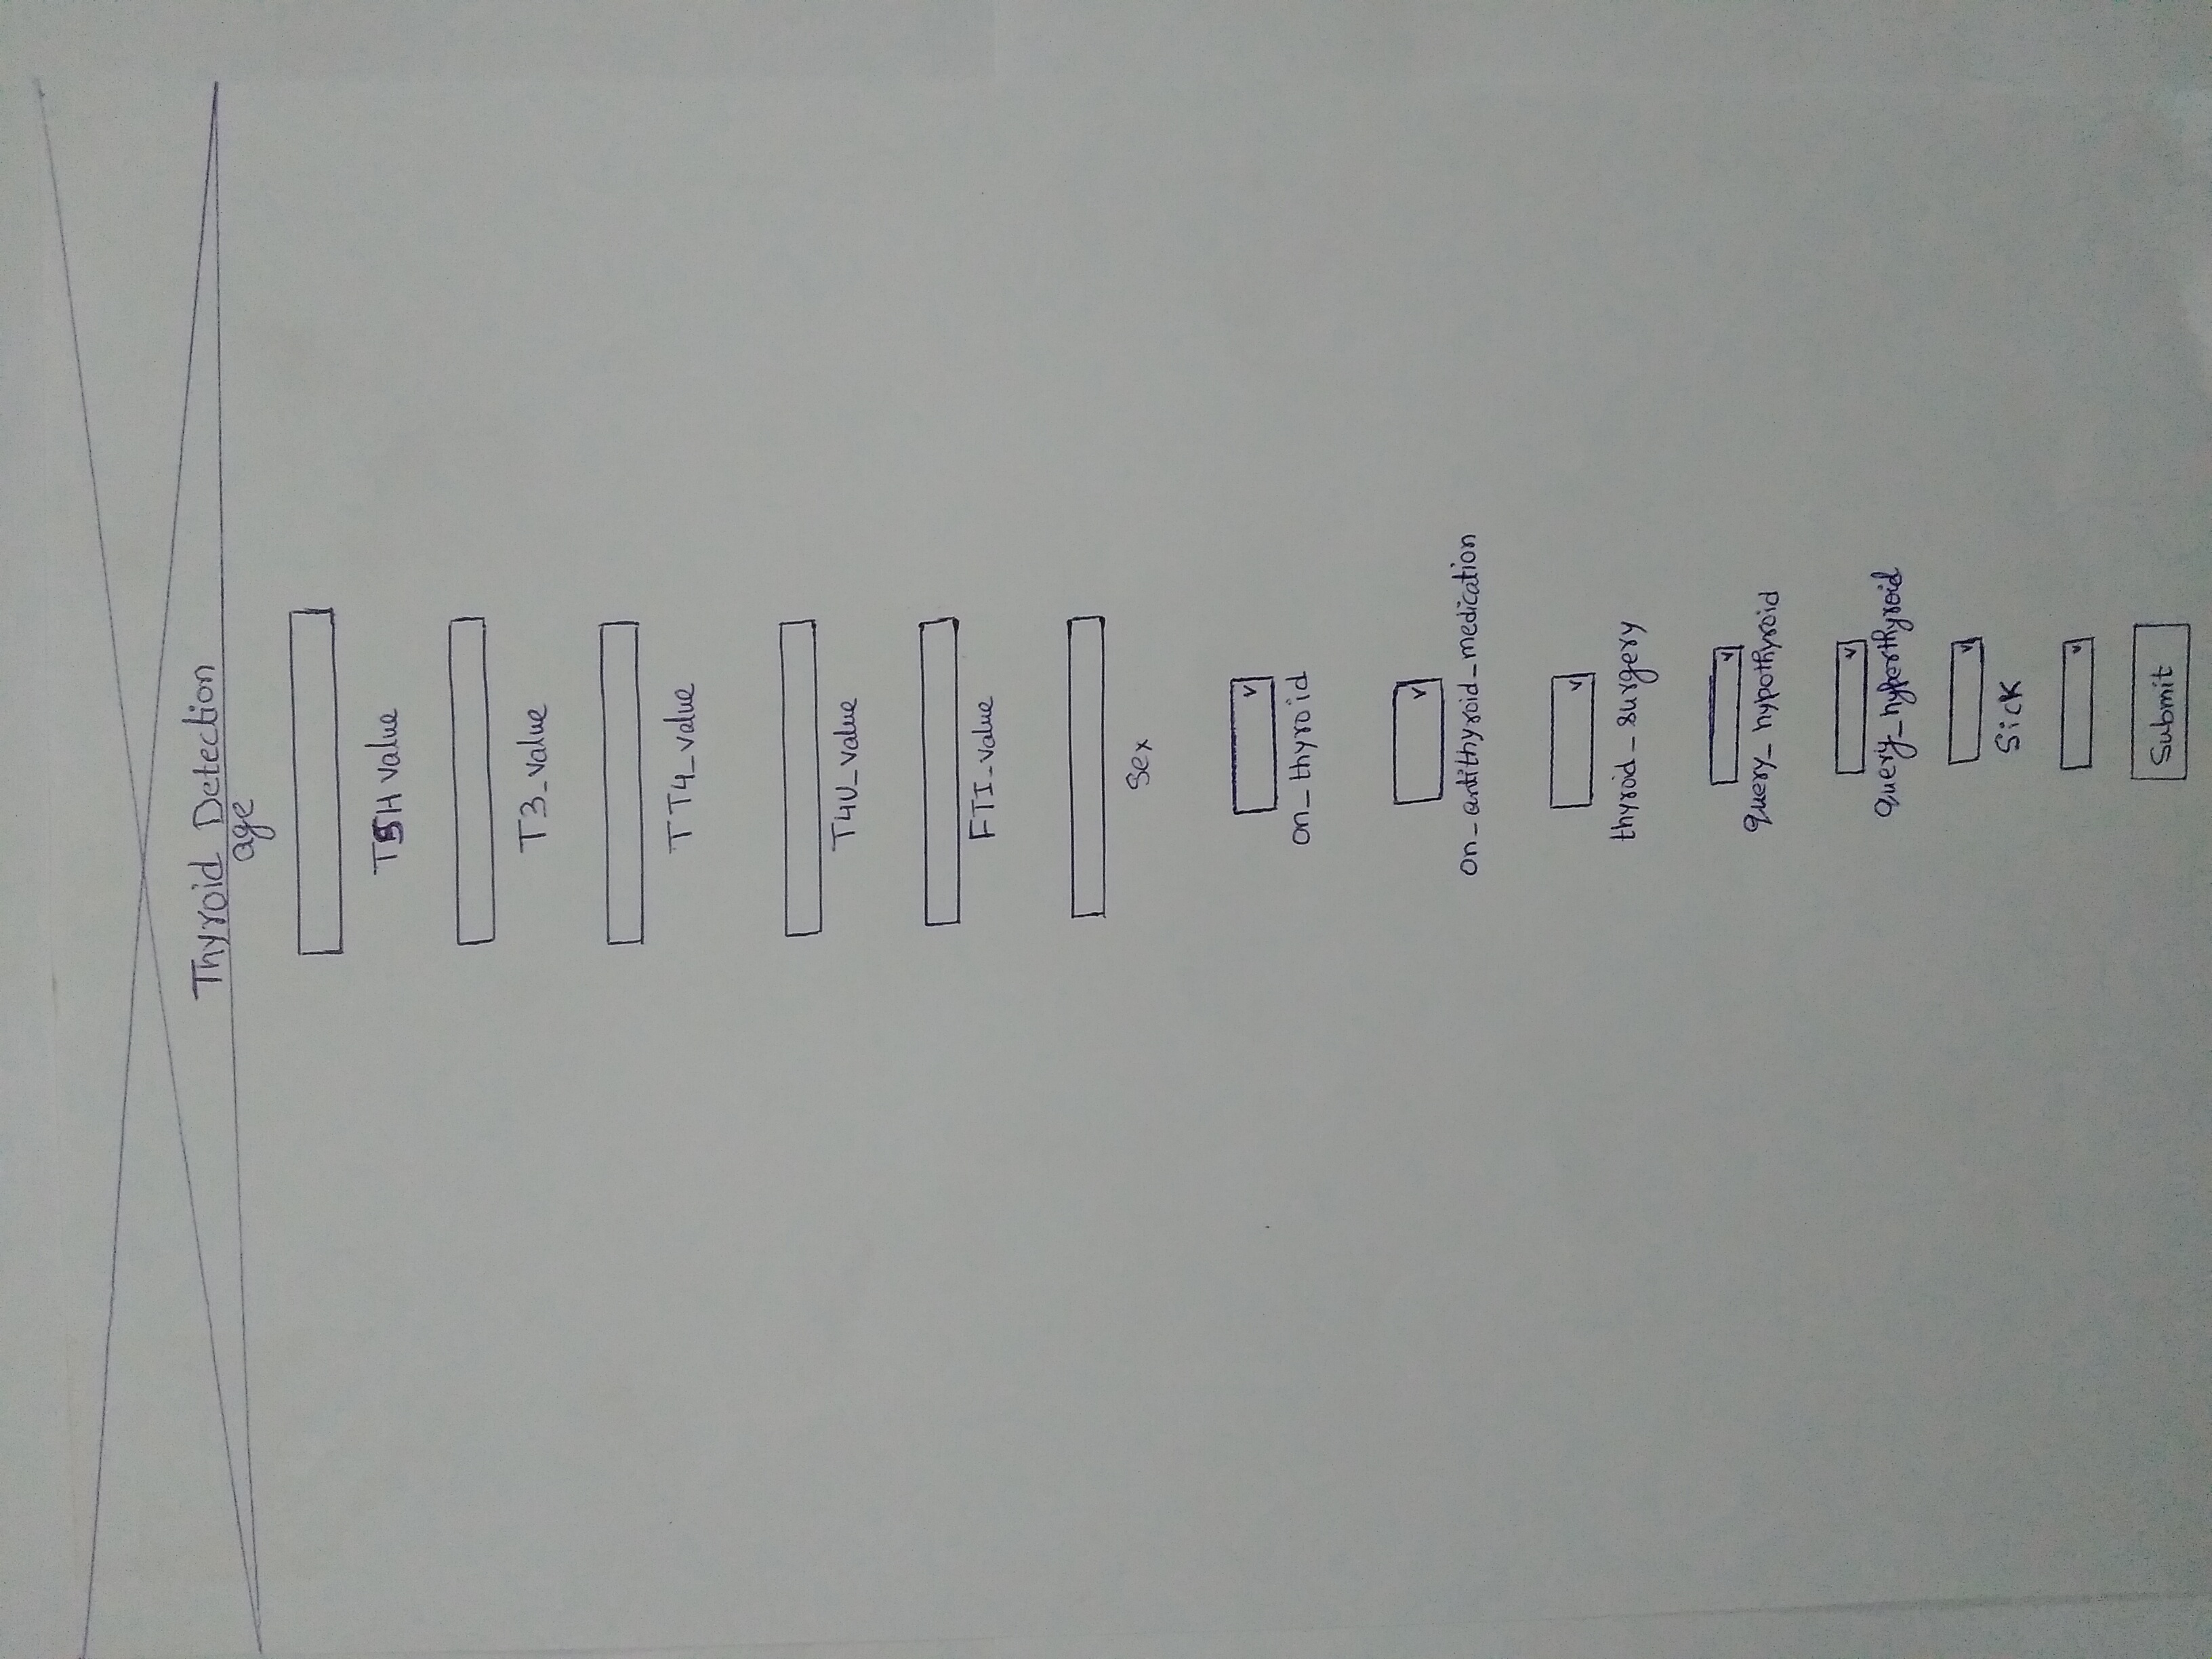 Thyroid Detection
age
TSH value
T3_value
TT4_value
T4U_value
FTI_value
Sex
on_thyroid
on_antithyroid_medication
thyroid_surgery
query_hypothyroid
query_hyperthyroid
Sick
Submit